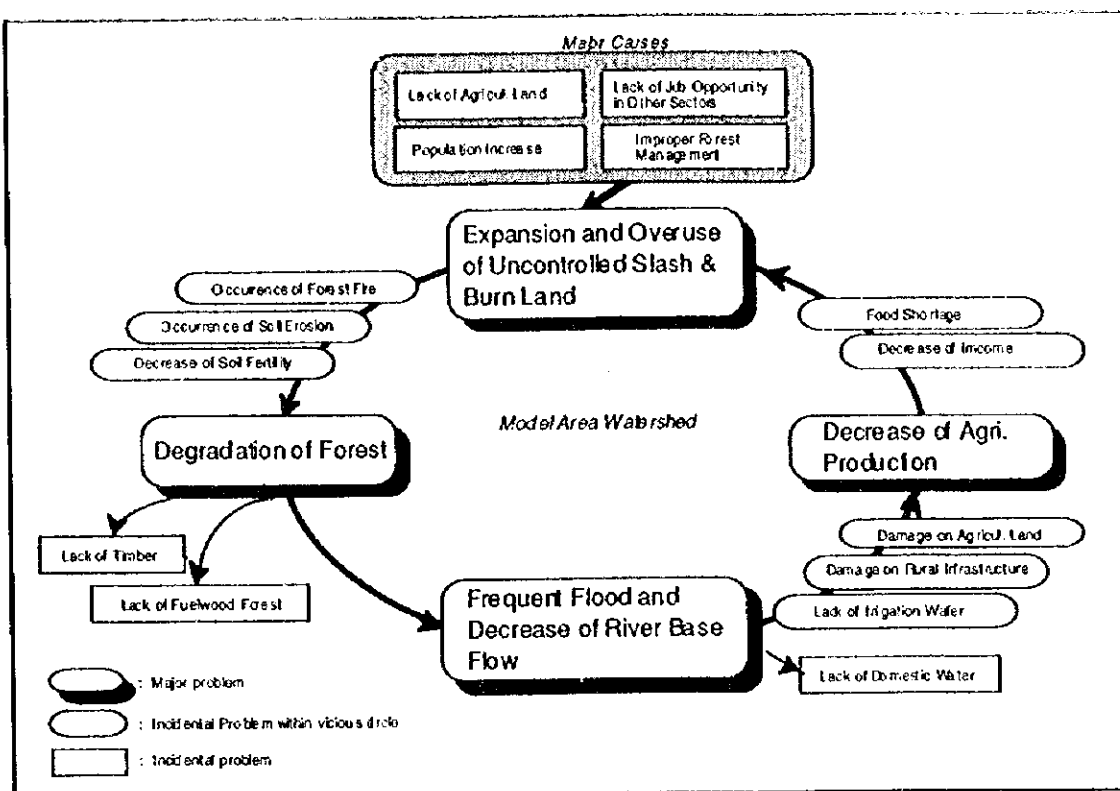 Major Causes
Lack of Agricul. Land
Lack of Job Opportunity
in Other Sectors
Population Increase
Improper Forest
Management
Expansion and Overuse
of Uncontrolled Slash &
Burn Land
Occurrence of Forest Fire
Occurrence of Soil Erosion
Decrease of Soil Fertility
Food Shortage
Decrease of Income
Model Area Watershed
Degradation of Forest
Decrease of Agri.
Production
Lack of Timber
Lack of Fuelwood Forest
Damage on Agricul. Land
Damage on Rural Infrastructure
Lack of Irrigation Water
Frequent Flood and
Decrease of River Base
Flow
Lack of Domestic Water
: Major problem
: Incidental Problem within vicious circle
: Incidental problem